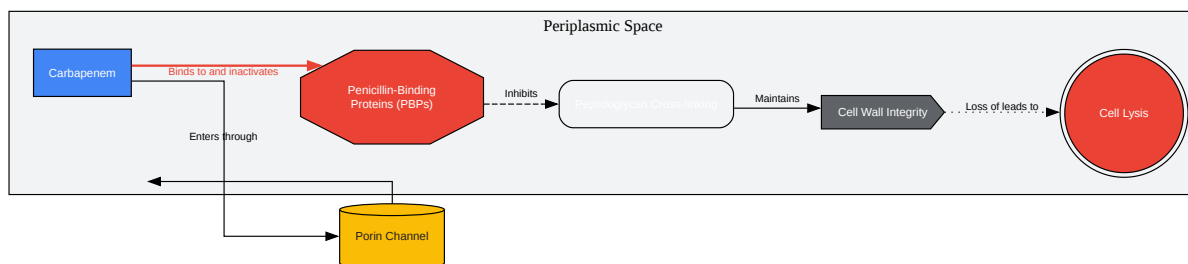 Periplasmic Space
Carbapenem
Binds to and inactivates
Penicillin-Binding
Proteins (PBPs)
Inhibits
Peptidoglycan Cross-linking
Maintains
Cell Wall Integrity
Loss of leads to
Cell Lysis
Enters through
Porin Channel